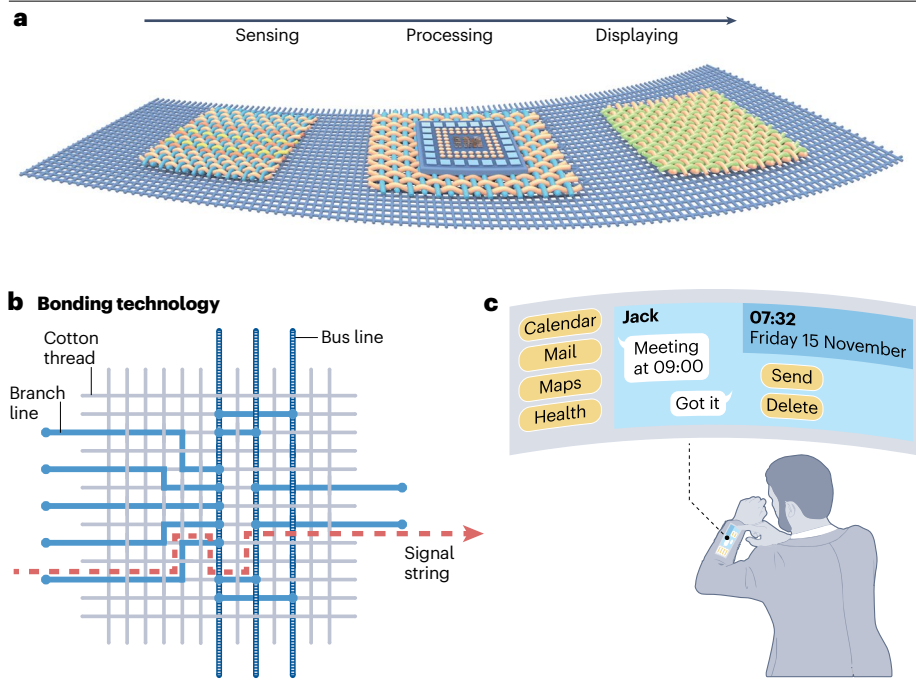 a
Sensing
Processing
Displaying
b Bonding technology
Cotton
thread
Branch
line
Bus line
Signal
string
c
Calendar
Mail
Maps
Health
Jack
Meeting
at 09:00
Got it
07:32
Friday 15 November
Send
Delete